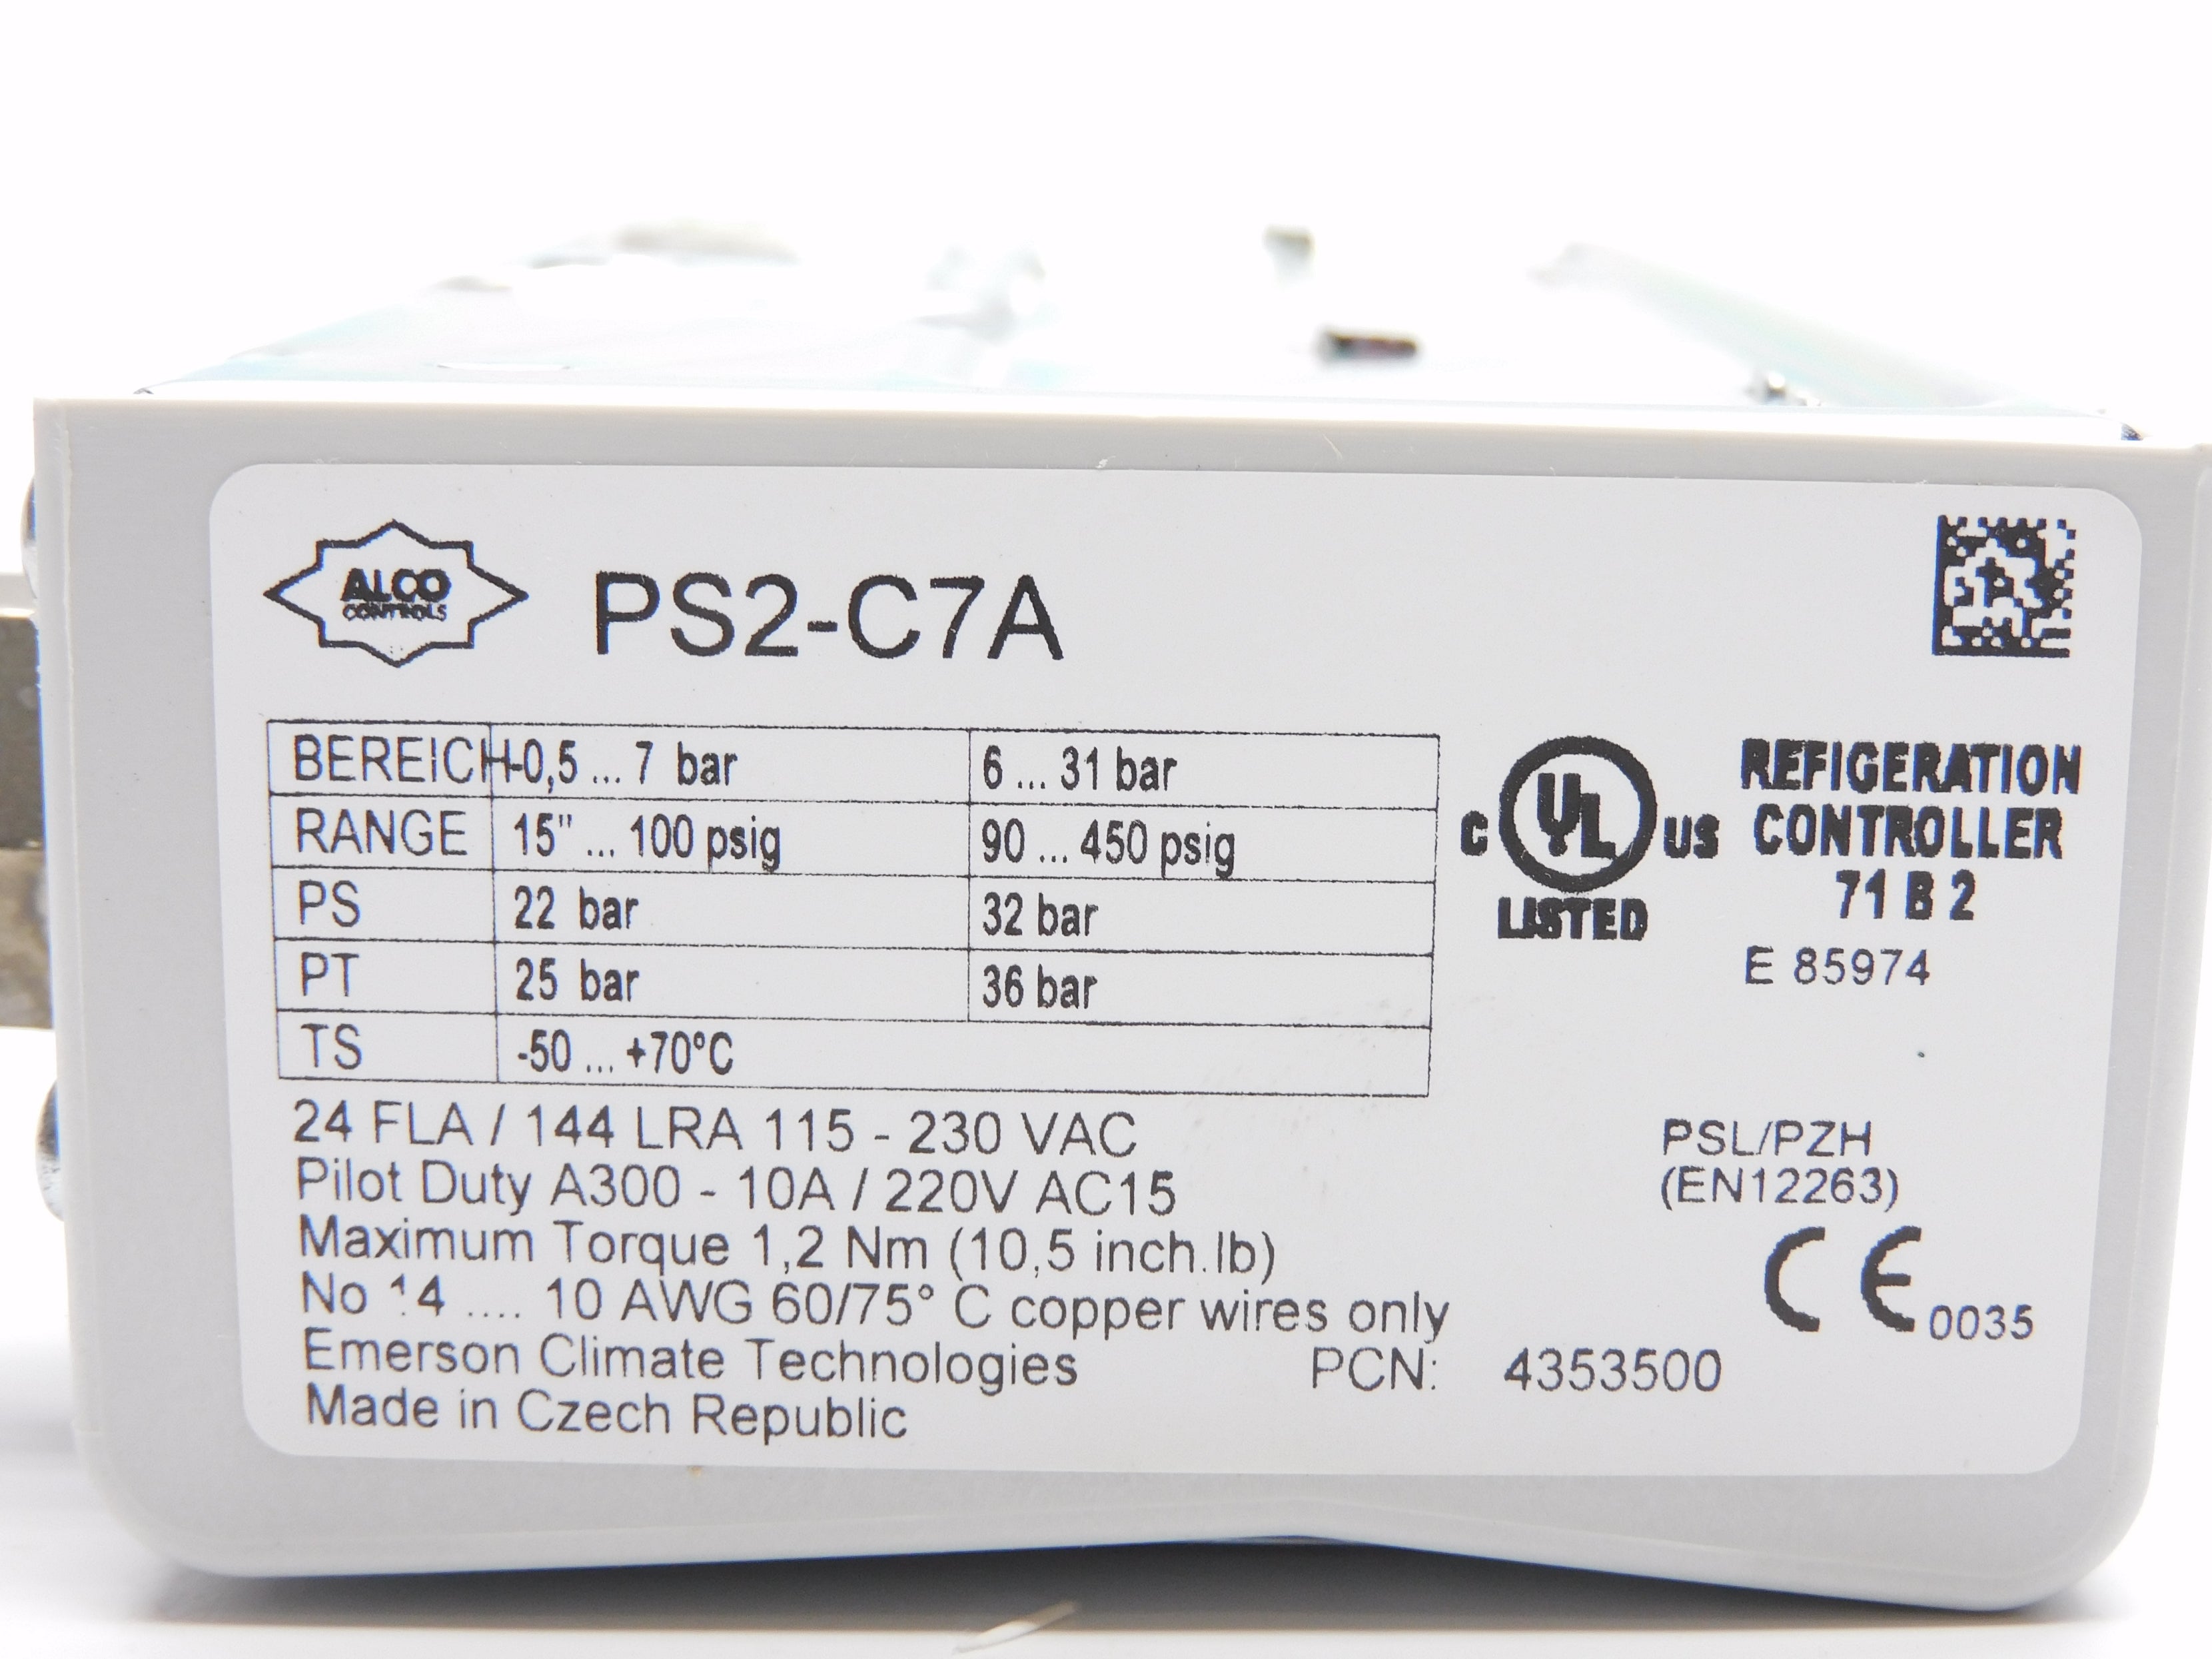 ALCO
CONTROLS
PS2-C7A
BEREICH -0,5 ... 7 bar 6 ... 31 bar
RANGE 15" ... 100 psig 90 ... 450 psig
PS 22 bar 32 bar
PT 25 bar 36 bar
TS -50 ... +70°C
C UL US
LISTED
REFIGERATION
CONTROLLER
71 B 2
E 85974
24 FLA / 144 LRA 115 - 230 VAC
Pilot Duty A300 - 10A / 220V AC15
Maximum Torque 1,2 Nm (10,5 inch.lb)
No 14 .... 10 AWG 60/75° C copper wires only
Emerson Climate Technologies PCN: 4353500
Made in Czech Republic
PSL/PZH
(EN12263)
CE 0035